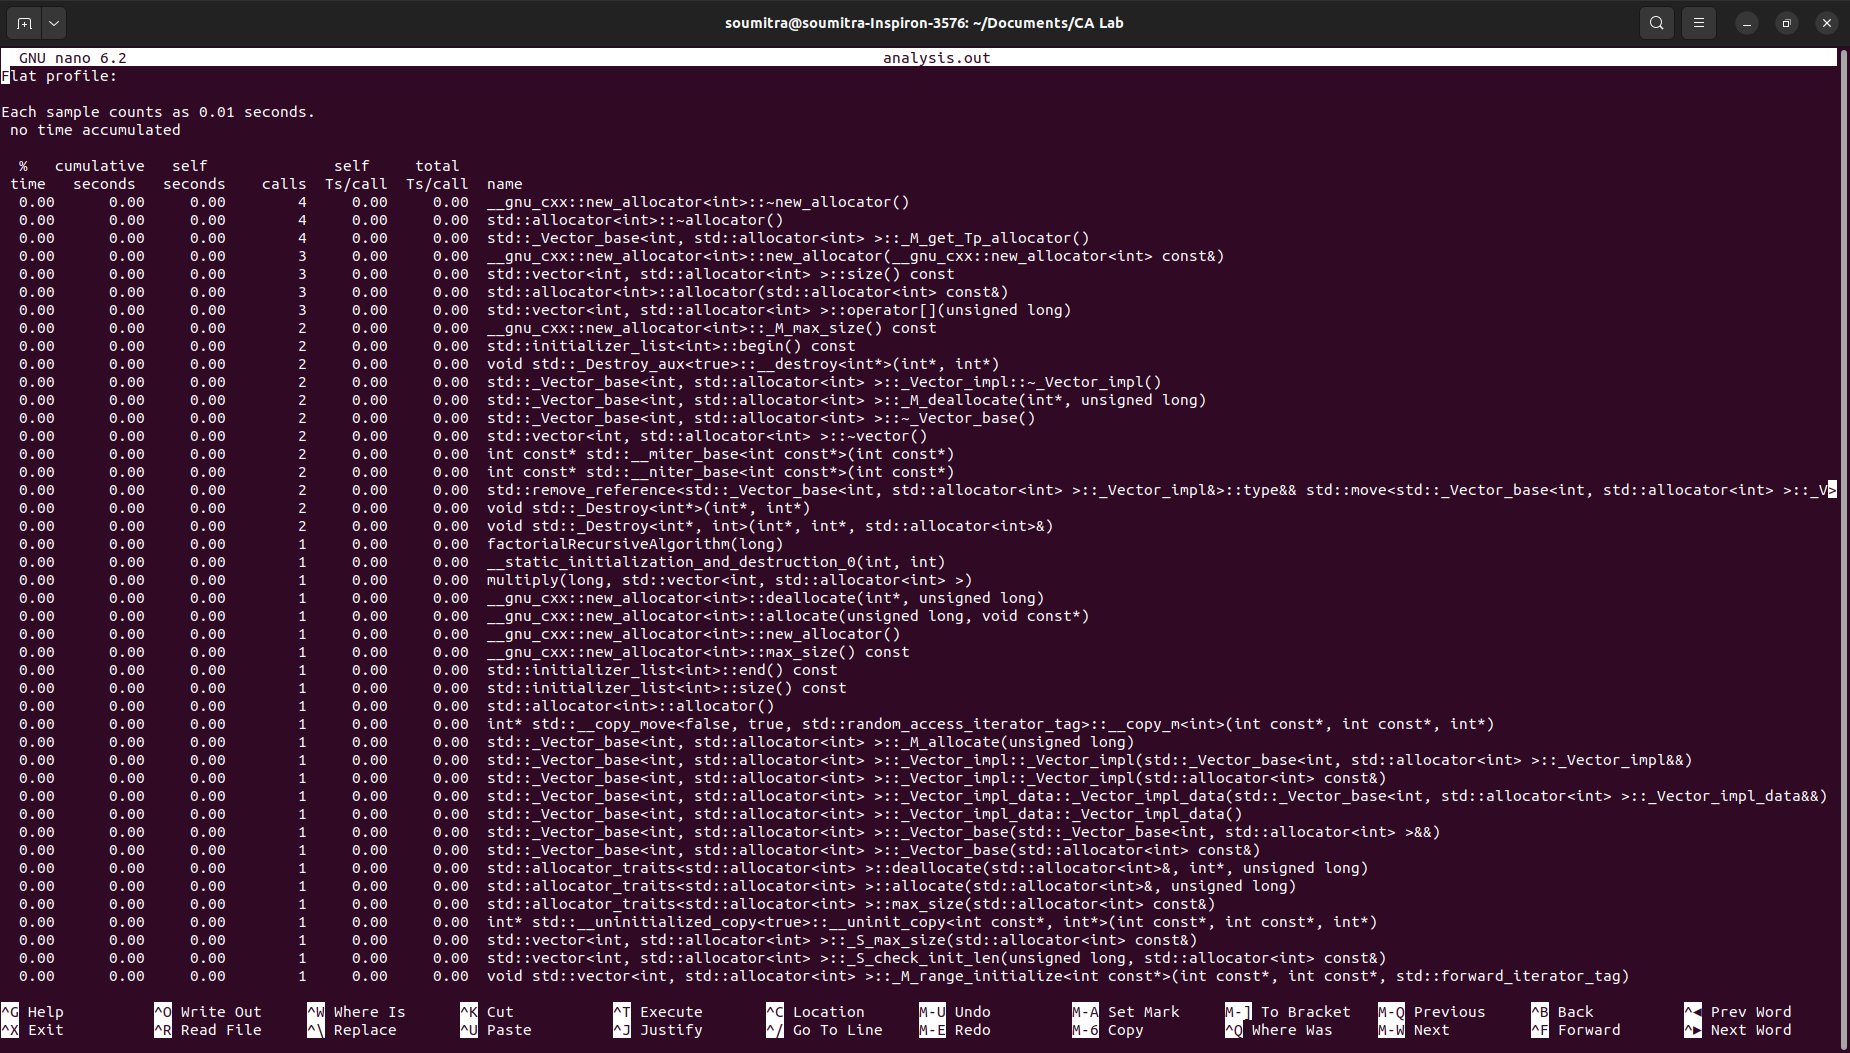 soumitra@soumitra-Inspiron-3576: ~/Documents/CA Lab
GNU nano 6.2 analysis.out
Flat profile:
Each sample counts as 0.01 seconds.
no time accumulated
% cumulative self self total
time seconds seconds calls Ts/call Ts/call name
0.00 0.00 0.00 4 0.00 0.00 __gnu_cxx::new_allocator<int>::~new_allocator()
0.00 0.00 0.00 4 0.00 0.00 std::allocator<int>::~allocator()
0.00 0.00 0.00 4 0.00 0.00 std::_Vector_base<int, std::allocator<int> >::_M_get_Tp_allocator()
0.00 0.00 0.00 3 0.00 0.00 __gnu_cxx::new_allocator<int>::new_allocator(__gnu_cxx::new_allocator<int> const&)
0.00 0.00 0.00 3 0.00 0.00 std::vector<int, std::allocator<int> >::size() const
0.00 0.00 0.00 3 0.00 0.00 std::allocator<int>::allocator(std::allocator<int> const&)
0.00 0.00 0.00 3 0.00 0.00 std::vector<int, std::allocator<int> >::operator[](unsigned long)
0.00 0.00 0.00 2 0.00 0.00 __gnu_cxx::new_allocator<int>::_M_max_size() const
0.00 0.00 0.00 2 0.00 0.00 std::initializer_list<int>::begin() const
0.00 0.00 0.00 2 0.00 0.00 void std::_Destroy_aux<true>::__destroy<int*>(int*, int*)
0.00 0.00 0.00 2 0.00 0.00 std::_Vector_base<int, std::allocator<int> >::_Vector_impl::~_Vector_impl()
0.00 0.00 0.00 2 0.00 0.00 std::_Vector_base<int, std::allocator<int> >::_M_deallocate(int*, unsigned long)
0.00 0.00 0.00 2 0.00 0.00 std::_Vector_base<int, std::allocator<int> >::~_Vector_base()
0.00 0.00 0.00 2 0.00 0.00 std::vector<int, std::allocator<int> >::~vector()
0.00 0.00 0.00 2 0.00 0.00 int const* std::__miter_base<int const*>(int const*)
0.00 0.00 0.00 2 0.00 0.00 int const* std::__niter_base<int const*>(int const*)
0.00 0.00 0.00 2 0.00 0.00 std::remove_reference<std::_Vector_base<int, std::allocator<int> >::_Vector_impl&>::type&& std::move<std::_Vector_base<int, std::allocator<int> >::_V>
0.00 0.00 0.00 2 0.00 0.00 void std::_Destroy<int*>(int*, int*)
0.00 0.00 0.00 2 0.00 0.00 void std::_Destroy<int*, int>(int*, int*, std::allocator<int>&)
0.00 0.00 0.00 1 0.00 0.00 factorialRecursiveAlgorithm(long)
0.00 0.00 0.00 1 0.00 0.00 __static_initialization_and_destruction_0(int, int)
0.00 0.00 0.00 1 0.00 0.00 multiply(long, std::vector<int, std::allocator<int> >)
0.00 0.00 0.00 1 0.00 0.00 __gnu_cxx::new_allocator<int>::deallocate(int*, unsigned long)
0.00 0.00 0.00 1 0.00 0.00 __gnu_cxx::new_allocator<int>::allocate(unsigned long, void const*)
0.00 0.00 0.00 1 0.00 0.00 __gnu_cxx::new_allocator<int>::new_allocator()
0.00 0.00 0.00 1 0.00 0.00 __gnu_cxx::new_allocator<int>::max_size() const
0.00 0.00 0.00 1 0.00 0.00 std::initializer_list<int>::end() const
0.00 0.00 0.00 1 0.00 0.00 std::initializer_list<int>::size() const
0.00 0.00 0.00 1 0.00 0.00 std::allocator<int>::allocator()
0.00 0.00 0.00 1 0.00 0.00 int* std::__copy_move<false, true, std::random_access_iterator_tag>::__copy_m<int>(int const*, int const*, int*)
0.00 0.00 0.00 1 0.00 0.00 std::_Vector_base<int, std::allocator<int> >::_M_allocate(unsigned long)
0.00 0.00 0.00 1 0.00 0.00 std::_Vector_base<int, std::allocator<int> >::_Vector_impl::_Vector_impl(std::_Vector_base<int, std::allocator<int> >::_Vector_impl&&)
0.00 0.00 0.00 1 0.00 0.00 std::_Vector_base<int, std::allocator<int> >::_Vector_impl::_Vector_impl(std::allocator<int> const&)
0.00 0.00 0.00 1 0.00 0.00 std::_Vector_base<int, std::allocator<int> >::_Vector_impl_data::_Vector_impl_data(std::_Vector_base<int, std::allocator<int> >::_Vector_impl_data&&)
0.00 0.00 0.00 1 0.00 0.00 std::_Vector_base<int, std::allocator<int> >::_Vector_impl_data::_Vector_impl_data()
0.00 0.00 0.00 1 0.00 0.00 std::_Vector_base<int, std::allocator<int> >::_Vector_base(std::_Vector_base<int, std::allocator<int> >&&)
0.00 0.00 0.00 1 0.00 0.00 std::_Vector_base<int, std::allocator<int> >::_Vector_base(std::allocator<int> const&)
0.00 0.00 0.00 1 0.00 0.00 std::allocator_traits<std::allocator<int> >::deallocate(std::allocator<int>&, int*, unsigned long)
0.00 0.00 0.00 1 0.00 0.00 std::allocator_traits<std::allocator<int> >::allocate(std::allocator<int>&, unsigned long)
0.00 0.00 0.00 1 0.00 0.00 std::allocator_traits<std::allocator<int> >::max_size(std::allocator<int> const&)
0.00 0.00 0.00 1 0.00 0.00 int* std::__uninitialized_copy<true>::__uninit_copy<int const*, int*>(int const*, int const*, int*)
0.00 0.00 0.00 1 0.00 0.00 std::vector<int, std::allocator<int> >::_S_max_size(std::allocator<int> const&)
0.00 0.00 0.00 1 0.00 0.00 std::vector<int, std::allocator<int> >::_S_check_init_len(unsigned long, std::allocator<int> const&)
0.00 0.00 0.00 1 0.00 0.00 void std::vector<int, std::allocator<int> >::_M_range_initialize<int const*>(int const*, int const*, std::forward_iterator_tag)
^G Help ^O Write Out ^W Where Is ^K Cut ^T Execute ^C Location M-U Undo M-A Set Mark M-] To Bracket M-Q Previous ^B Back ^◀ Prev Word
^X Exit ^R Read File ^\ Replace ^U Paste ^J Justify ^/ Go To Line M-E Redo M-6 Copy ^Q Where Was M-W Next ^F Forward ^▶ Next Word